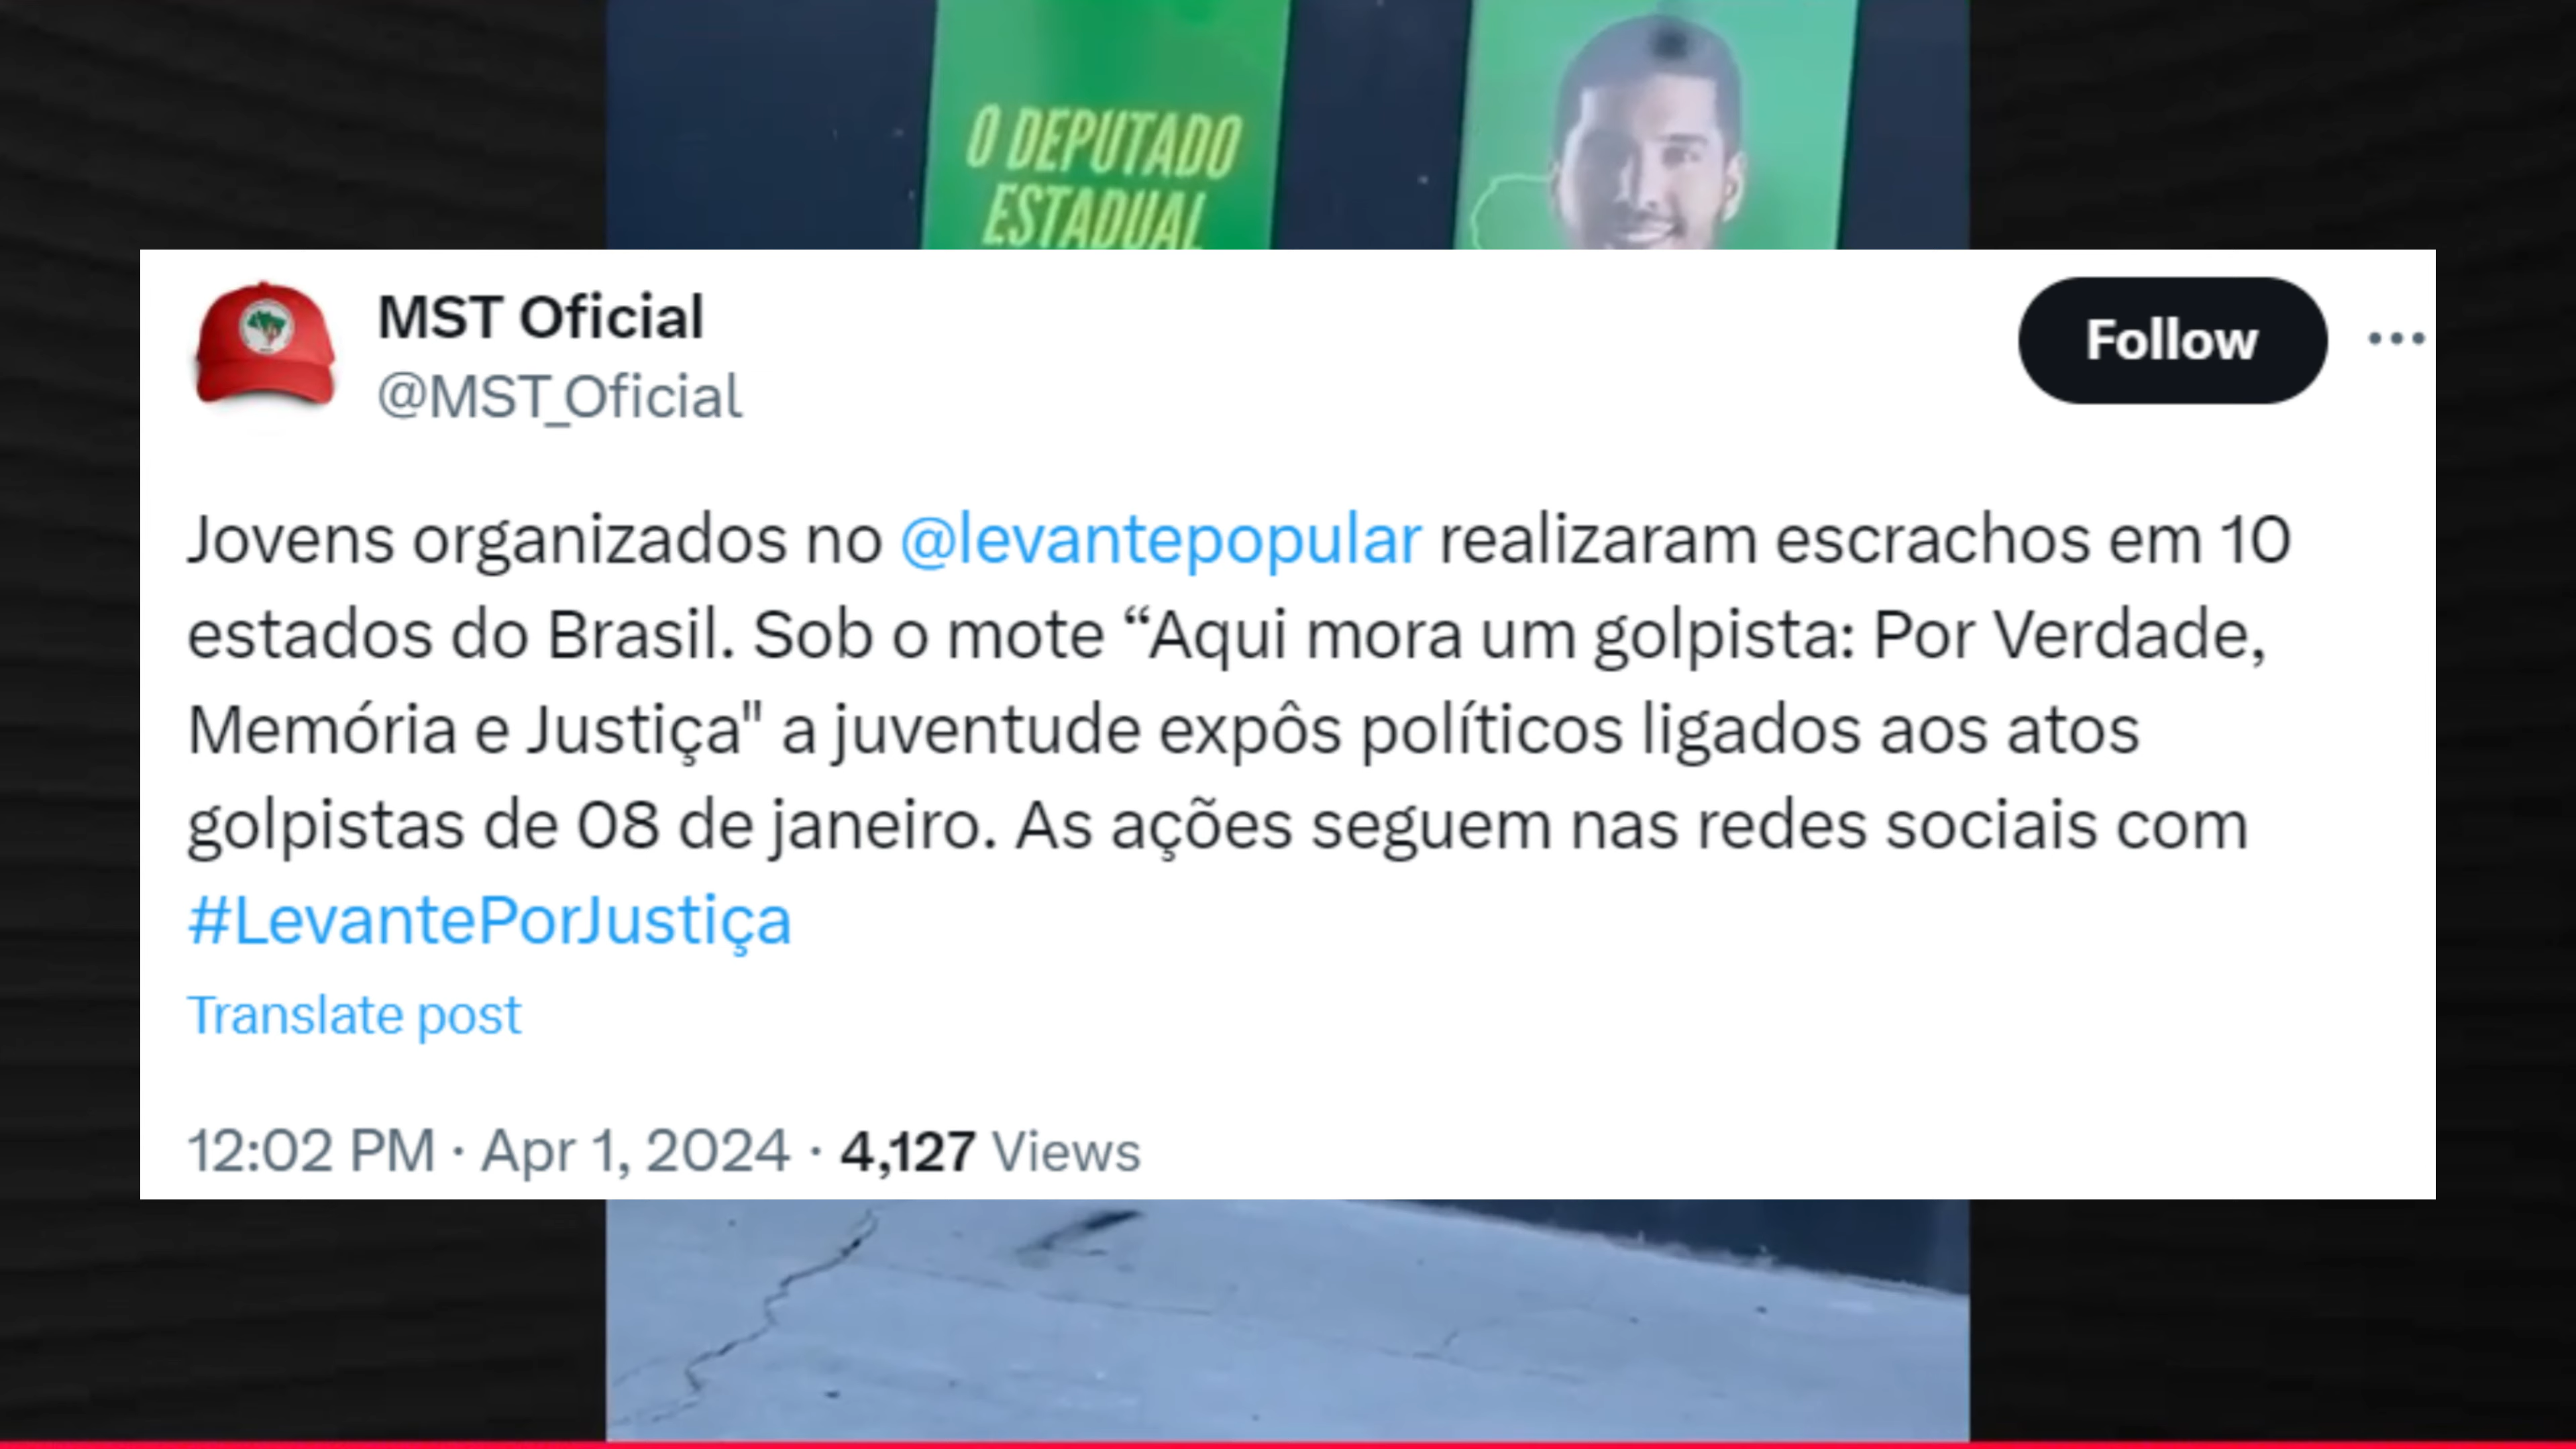 O DEPUTADO
ESTADUAL
MST Oficial
@MST_Oficial
Follow
Jovens organizados no @levantepopular realizaram escrachos em 10
estados do Brasil. Sob o mote “Aqui mora um golpista: Por Verdade,
Memória e Justiça" a juventude expôs políticos ligados aos atos
golpistas de 08 de janeiro. As ações seguem nas redes sociais com
#LevantePorJustiça
Translate post
12:02 PM · Apr 1, 2024 · 4,127 Views